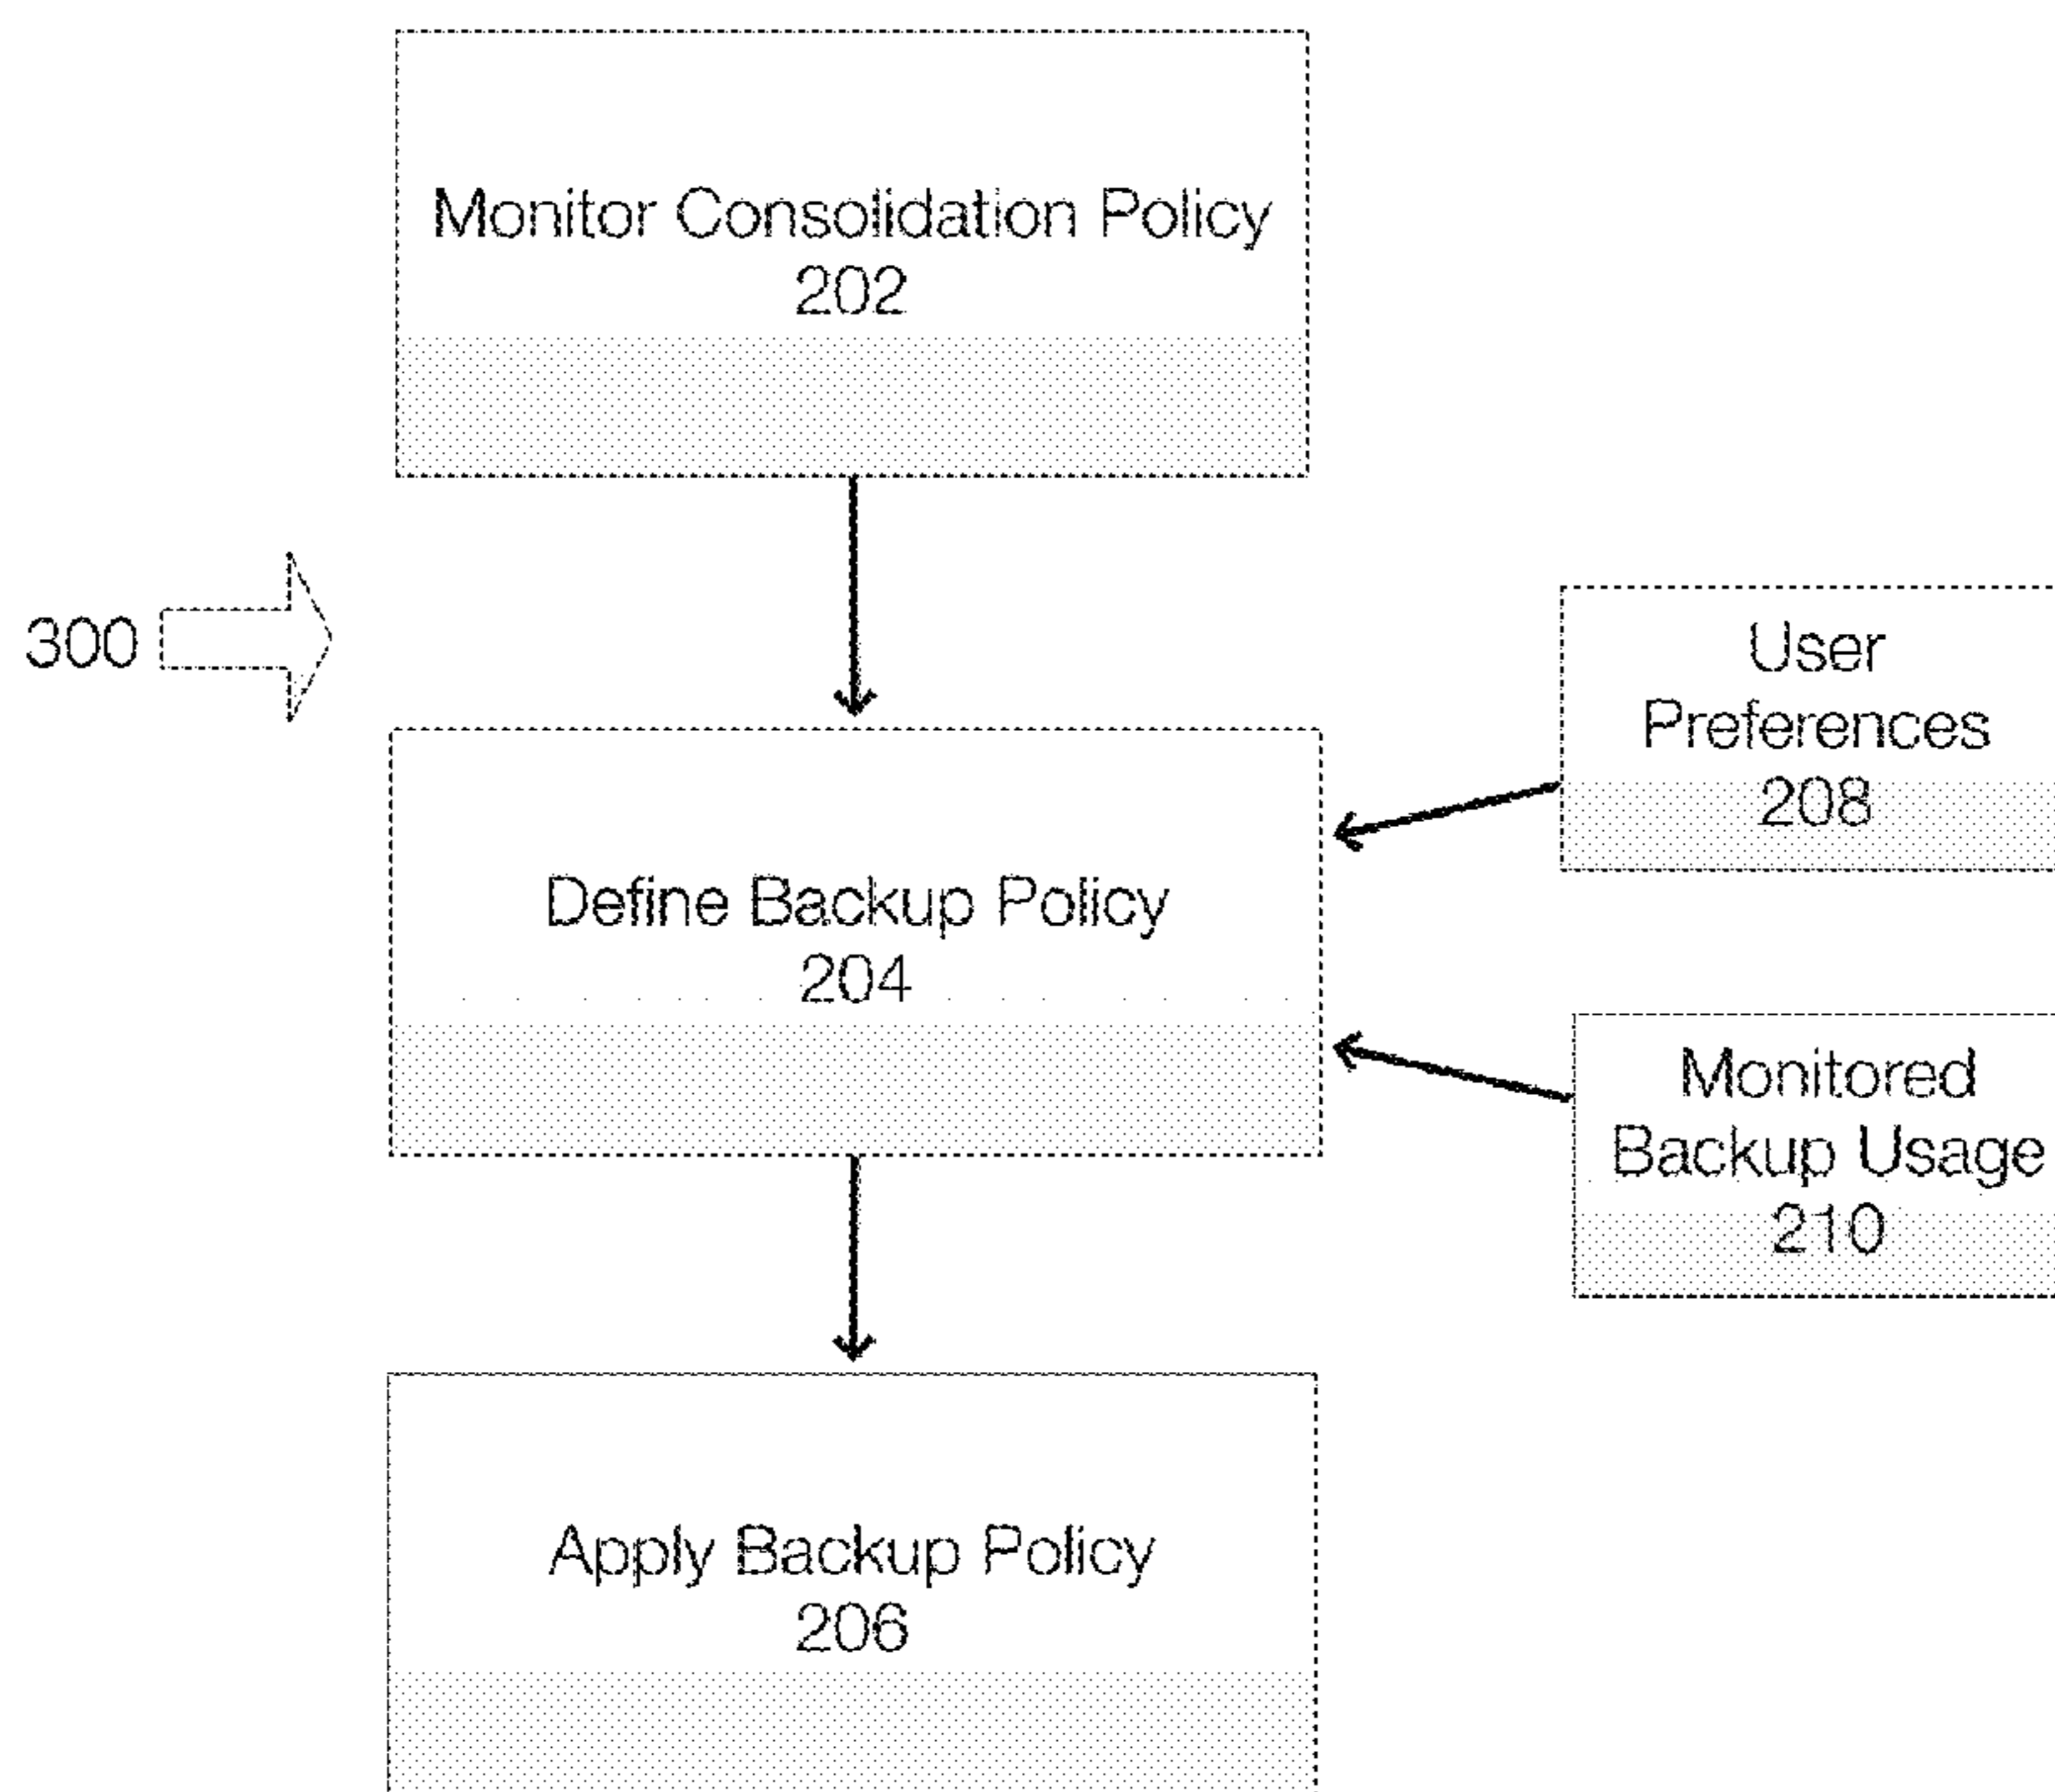 Monitor Consolidation Policy
202
300
User
Preferences
208
Define Backup Policy
204
Monitored
Backup Usage
210
Apply Backup Policy
206